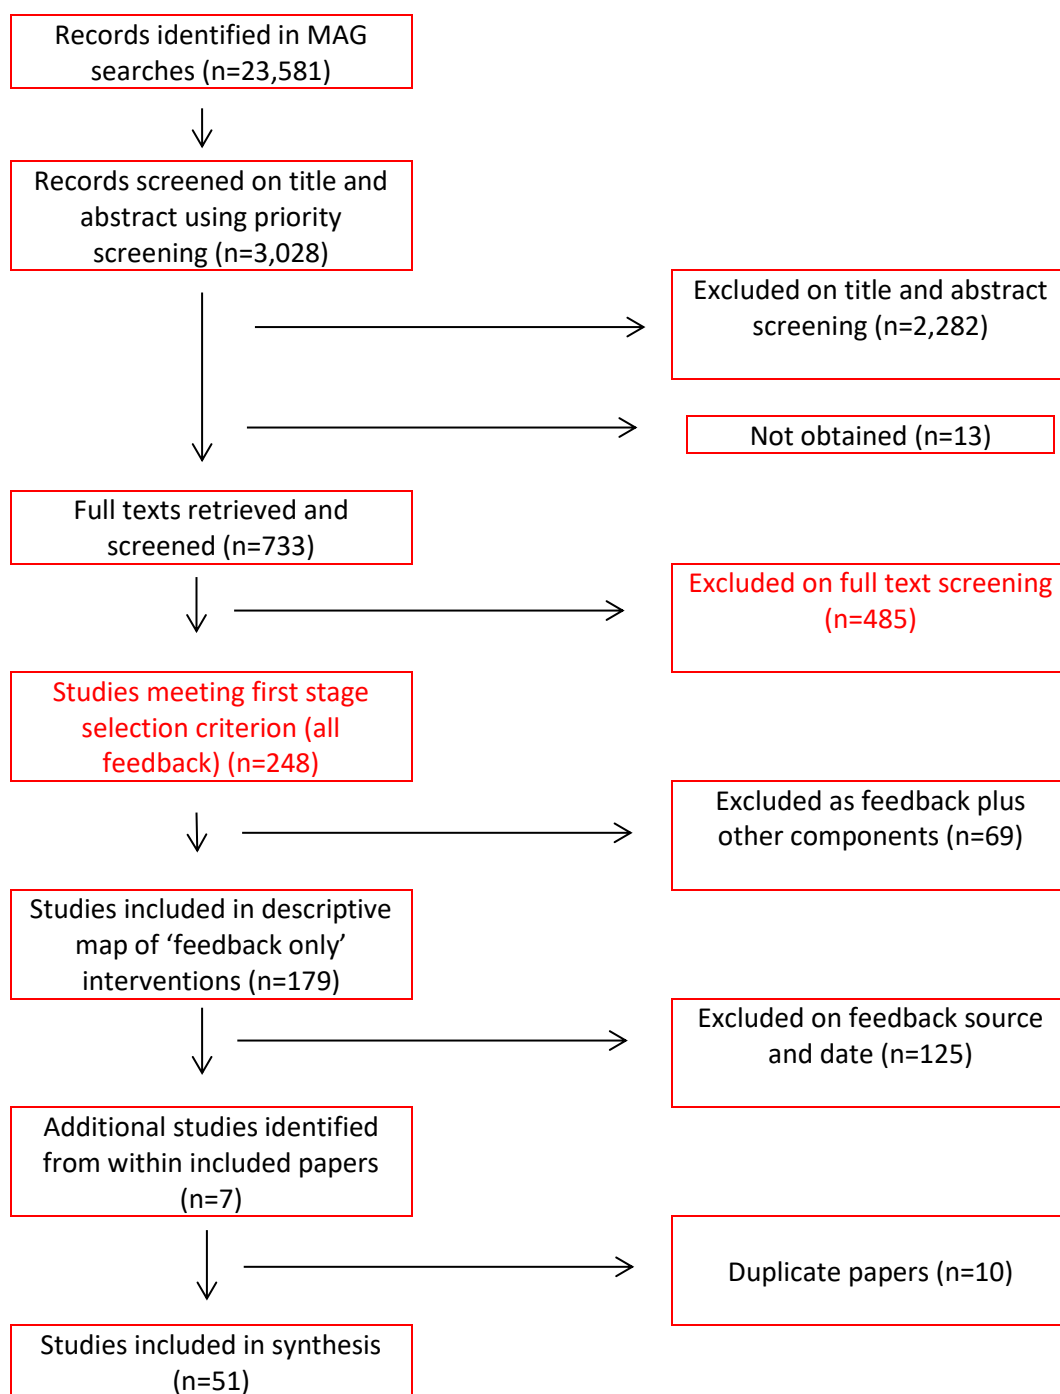 Records identified in MAG
searches (n=23,581)
Records screened on title and
abstract using priority
screening (n=3,028)
Excluded on title and abstract
screening (n=2,282)
Not obtained (n=13)
Full texts retrieved and
screened (n=733)
Excluded on full text screening
(n=485)
Studies meeting first stage
selection criterion (all
feedback) (n=248)
Excluded as feedback plus
other components (n=69)
Studies included in descriptive
map of ‘feedback only’
interventions (n=179)
Excluded on feedback source
and date (n=125)
Additional studies identified
from within included papers
(n=7)
Duplicate papers (n=10)
Studies included in synthesis
(n=51)